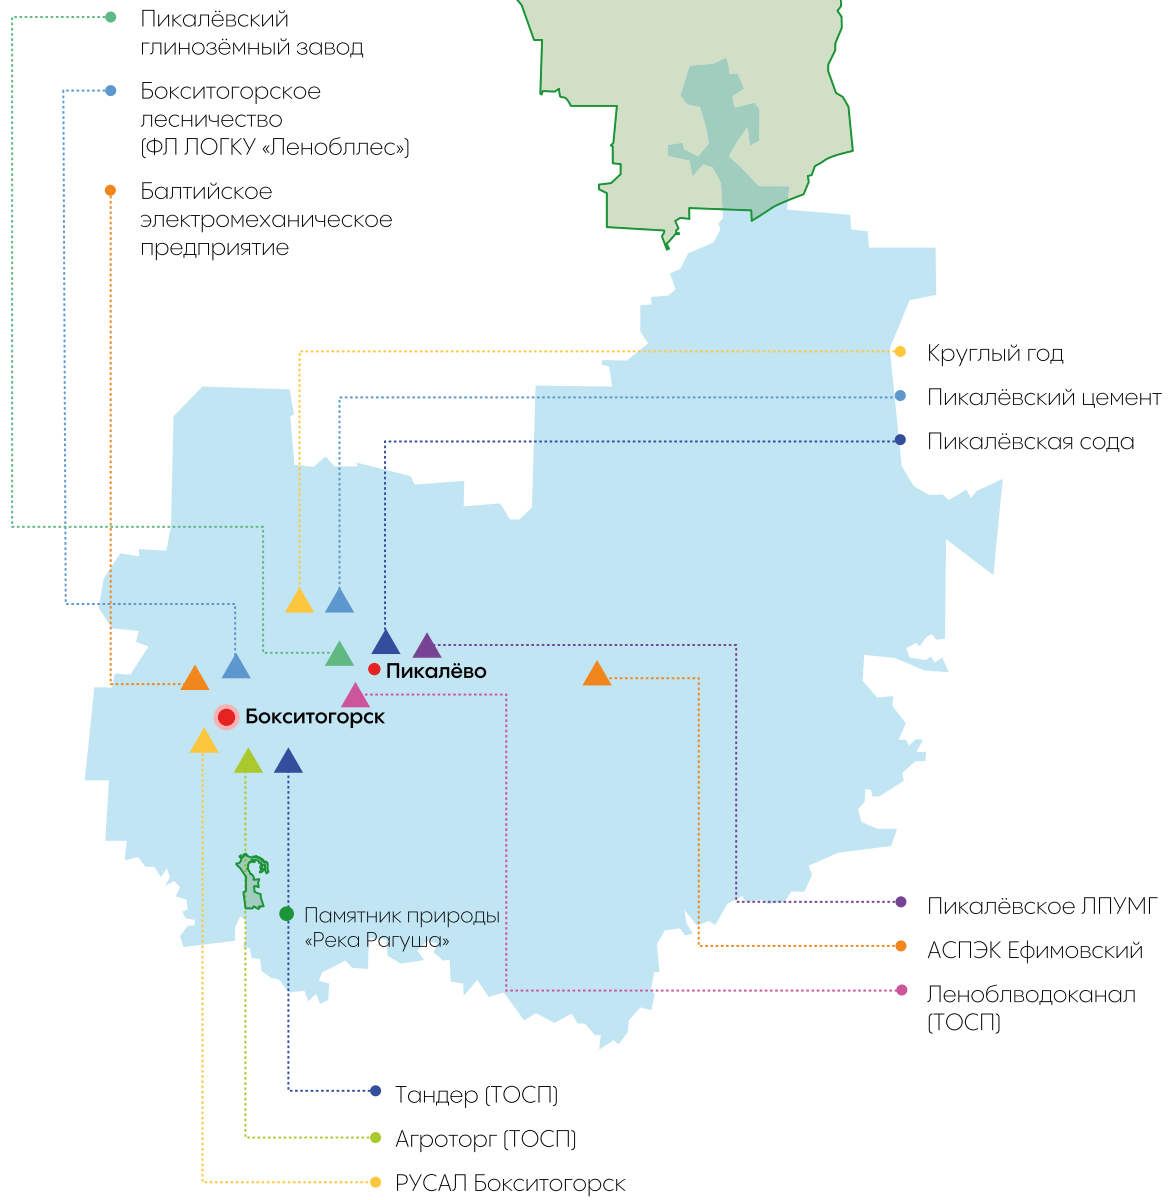 Пикалёвский
глинозёмный завод
Бокситогорское
лесничество
(ФЛ ЛОГКУ «Ленобллес»)
Балтийское
электромеханическое
предприятие
Круглый год
Пикалёвский цемент
Пикалёвская сода
Пикалёво
Бокситогорск
Памятник природы
«Река Рагуша»
Пикалёвское ЛПУМГ
АСПЭК Ефимовский
Леноблводоканал
(ТОСП)
Тандер (ТОСП)
Агроторг (ТОСП)
РУСАЛ Бокситогорск